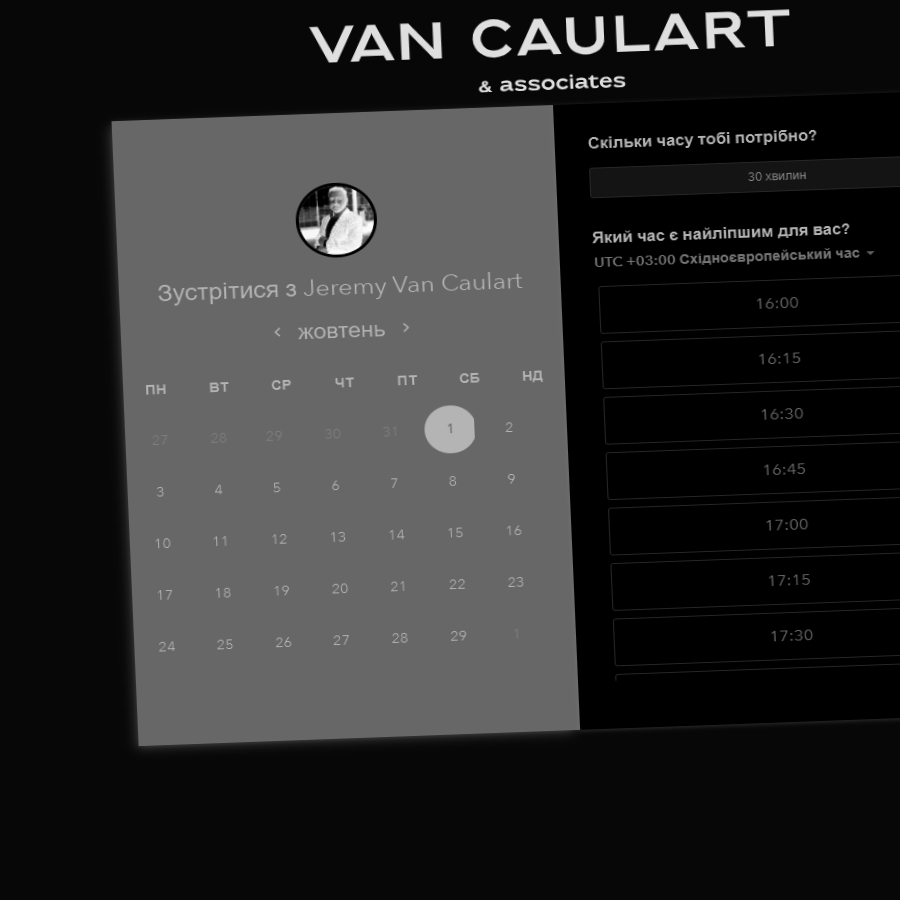 VAN CAULART
& associates
Зустрітися з Jeremy Van Caulart
жовтень
ПН ВТ СР ЧТ ПТ СБ НД
27 28 29 30 31 1 2
3 4 5 6 7 8 9
10 11 12 13 14 15 16
17 18 19 20 21 22 23
24 25 26 27 28 29 1
Скільки часу тобі потрібно?
30 хвилин
Який час є найліпшим для вас?
UTC +03:00 Східноєвропейський час
16:00
16:15
16:30
16:45
17:00
17:15
17:30